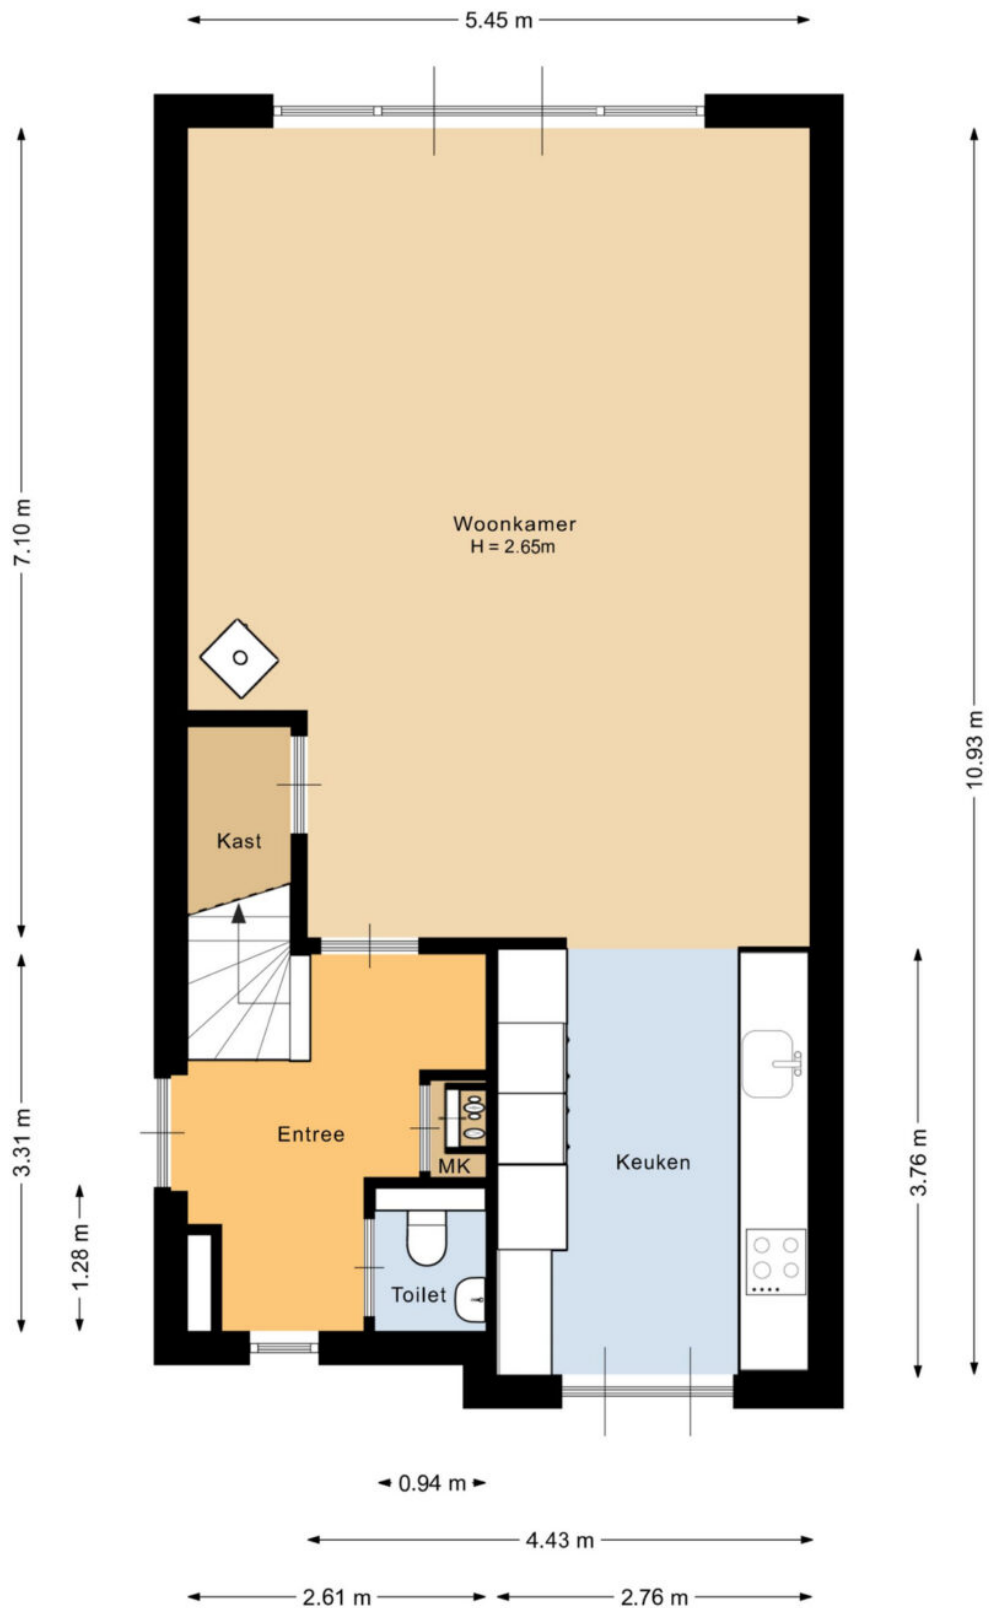 5.45 m
7.10 m
Woonkamer
H = 2.65m
10.93 m
Kast
3.31 m
Entree
MK
Keuken
3.76 m
1.28 m
Toilet
0.94 m
4.43 m
2.61 m
2.76 m